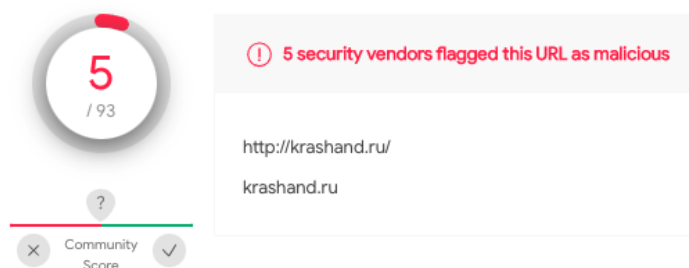 5
/ 93
5 security vendors flagged this URL as malicious
http://krashand.ru/
krashand.ru
?
Community
Score